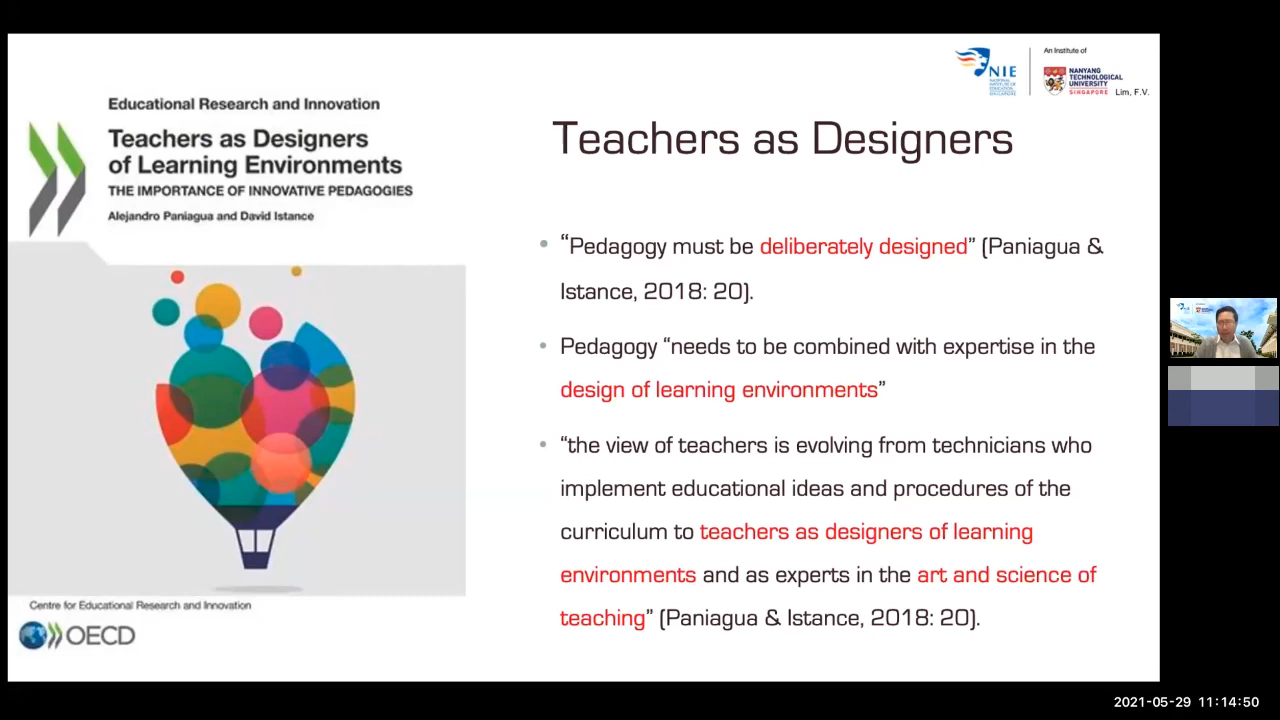 An Institute of
NIE
NANYANG
TECHNOLOGICAL
UNIVERSITY
SINGAPORE
Lim, F.V.
Educational Research and Innovation
Teachers as Designers
of Learning Environments
THE IMPORTANCE OF INNOVATIVE PEDAGOGIES
Alejandro Paniagua and David Istance
Centre for Educational Research and Innovation
OECD
Teachers as Designers
• “Pedagogy must be deliberately designed” (Paniagua &
Istance, 2018: 20).
• Pedagogy “needs to be combined with expertise in the
design of learning environments”
• “the view of teachers is evolving from technicians who
implement educational ideas and procedures of the
curriculum to teachers as designers of learning
environments and as experts in the art and science of
teaching” (Paniagua & Istance, 2018: 20).
2021-05-29 11:14:50